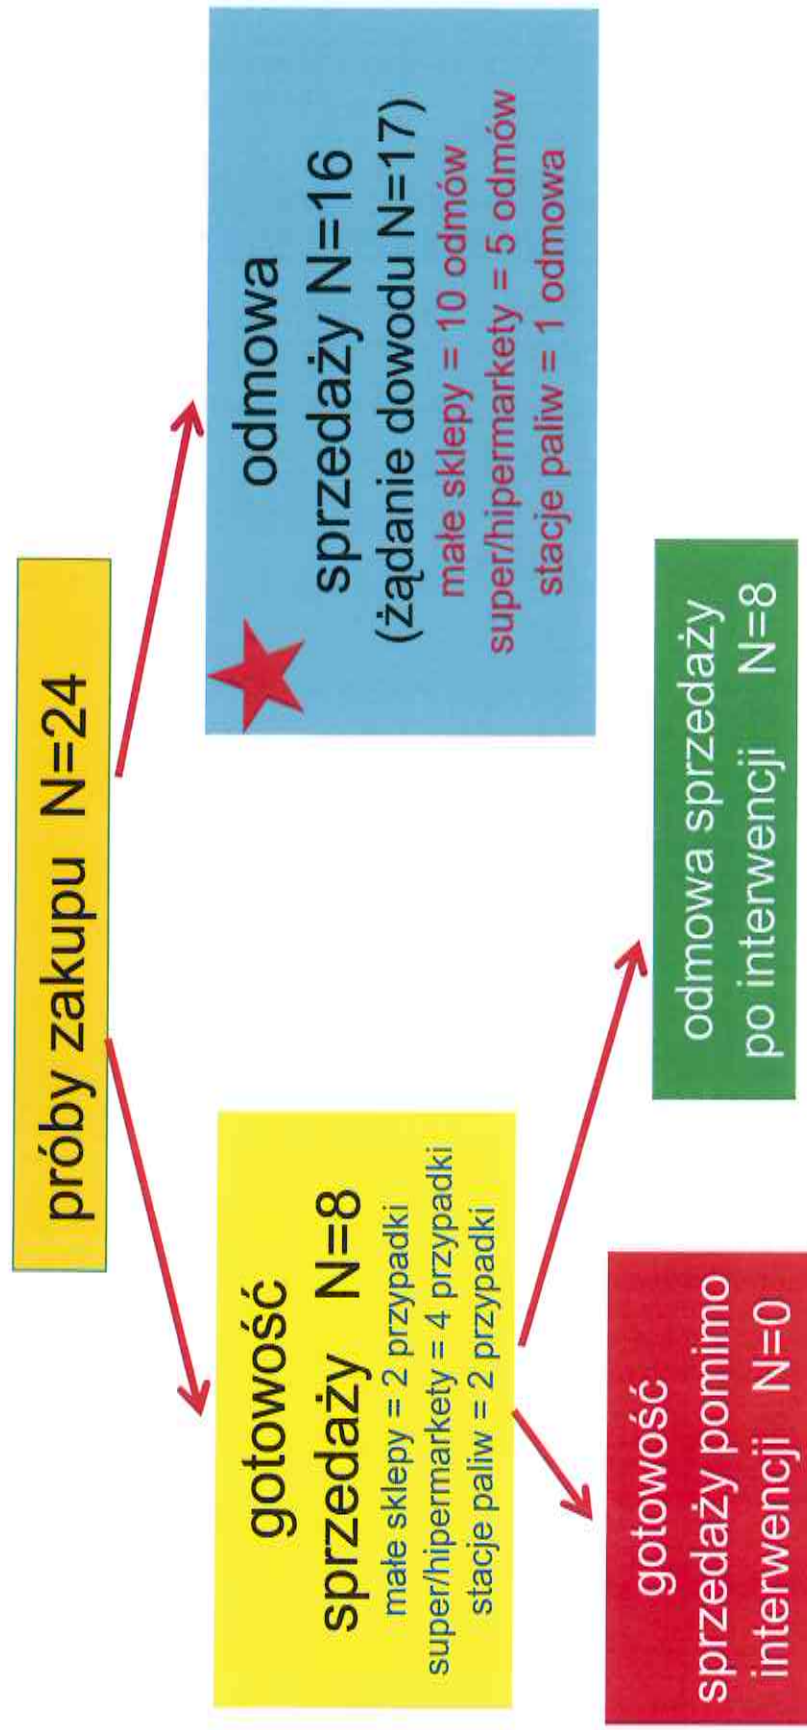 próby zakupu N=24
gotowość
sprzedaży N=8
małe sklepy = 2 przypadki
super/hipermarkety = 4 przypadki
stacje paliw = 2 przypadki
odmowa
sprzedaży N=16
(żądanie dowodu N=17)
małe sklepy = 10 odmów
super/hipermarkety = 5 odmów
stacje paliw = 1 odmowa
gotowość
sprzedaży pomimo
interwencji N=0
odmowa sprzedaży
po interwencji N=8